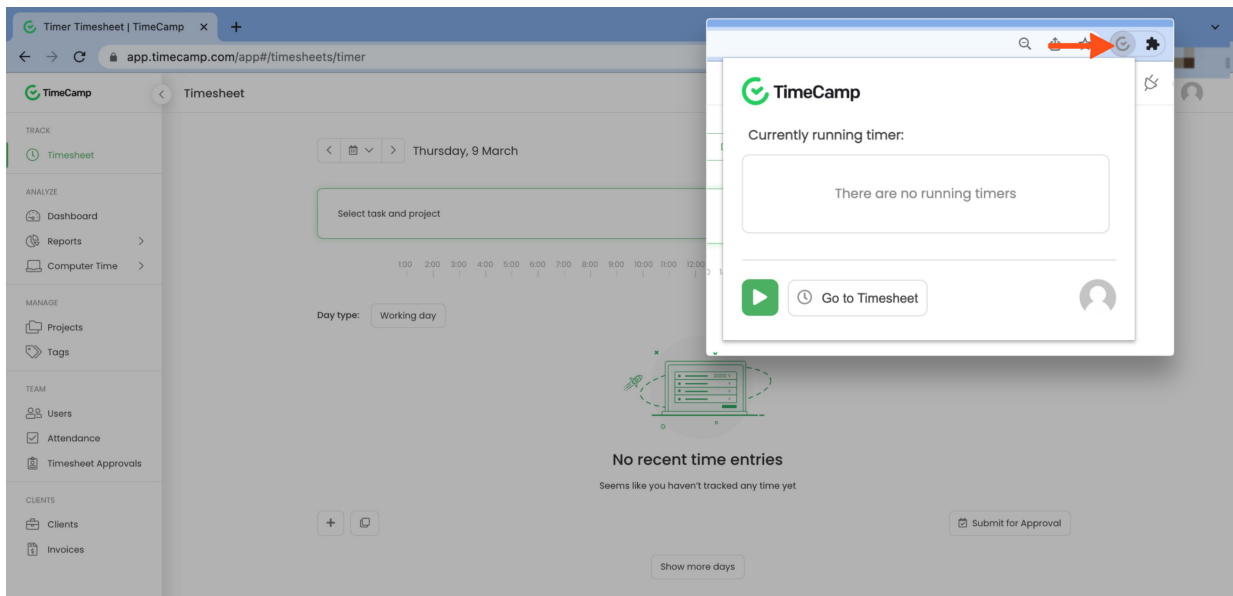 Timer Timesheet | TimeCamp
app.timecamp.com/app#/timesheets/timer
TimeCamp
Timesheet
TRACK
Timesheet
ANALYZE
Dashboard
Reports
Computer Time
MANAGE
Projects
Tags
TEAM
Users
Attendance
Timesheet Approvals
CLIENTS
Clients
Invoices
Thursday, 9 March
Select task and project
1:00 2:00 3:00 4:00 5:00 6:00 7:00 8:00 9:00 10:00 11:00 12:00
Day type: Working day
No recent time entries
Seems like you haven't tracked any time yet
Submit for Approval
Show more days
TimeCamp
Currently running timer:
There are no running timers
Go to Timesheet